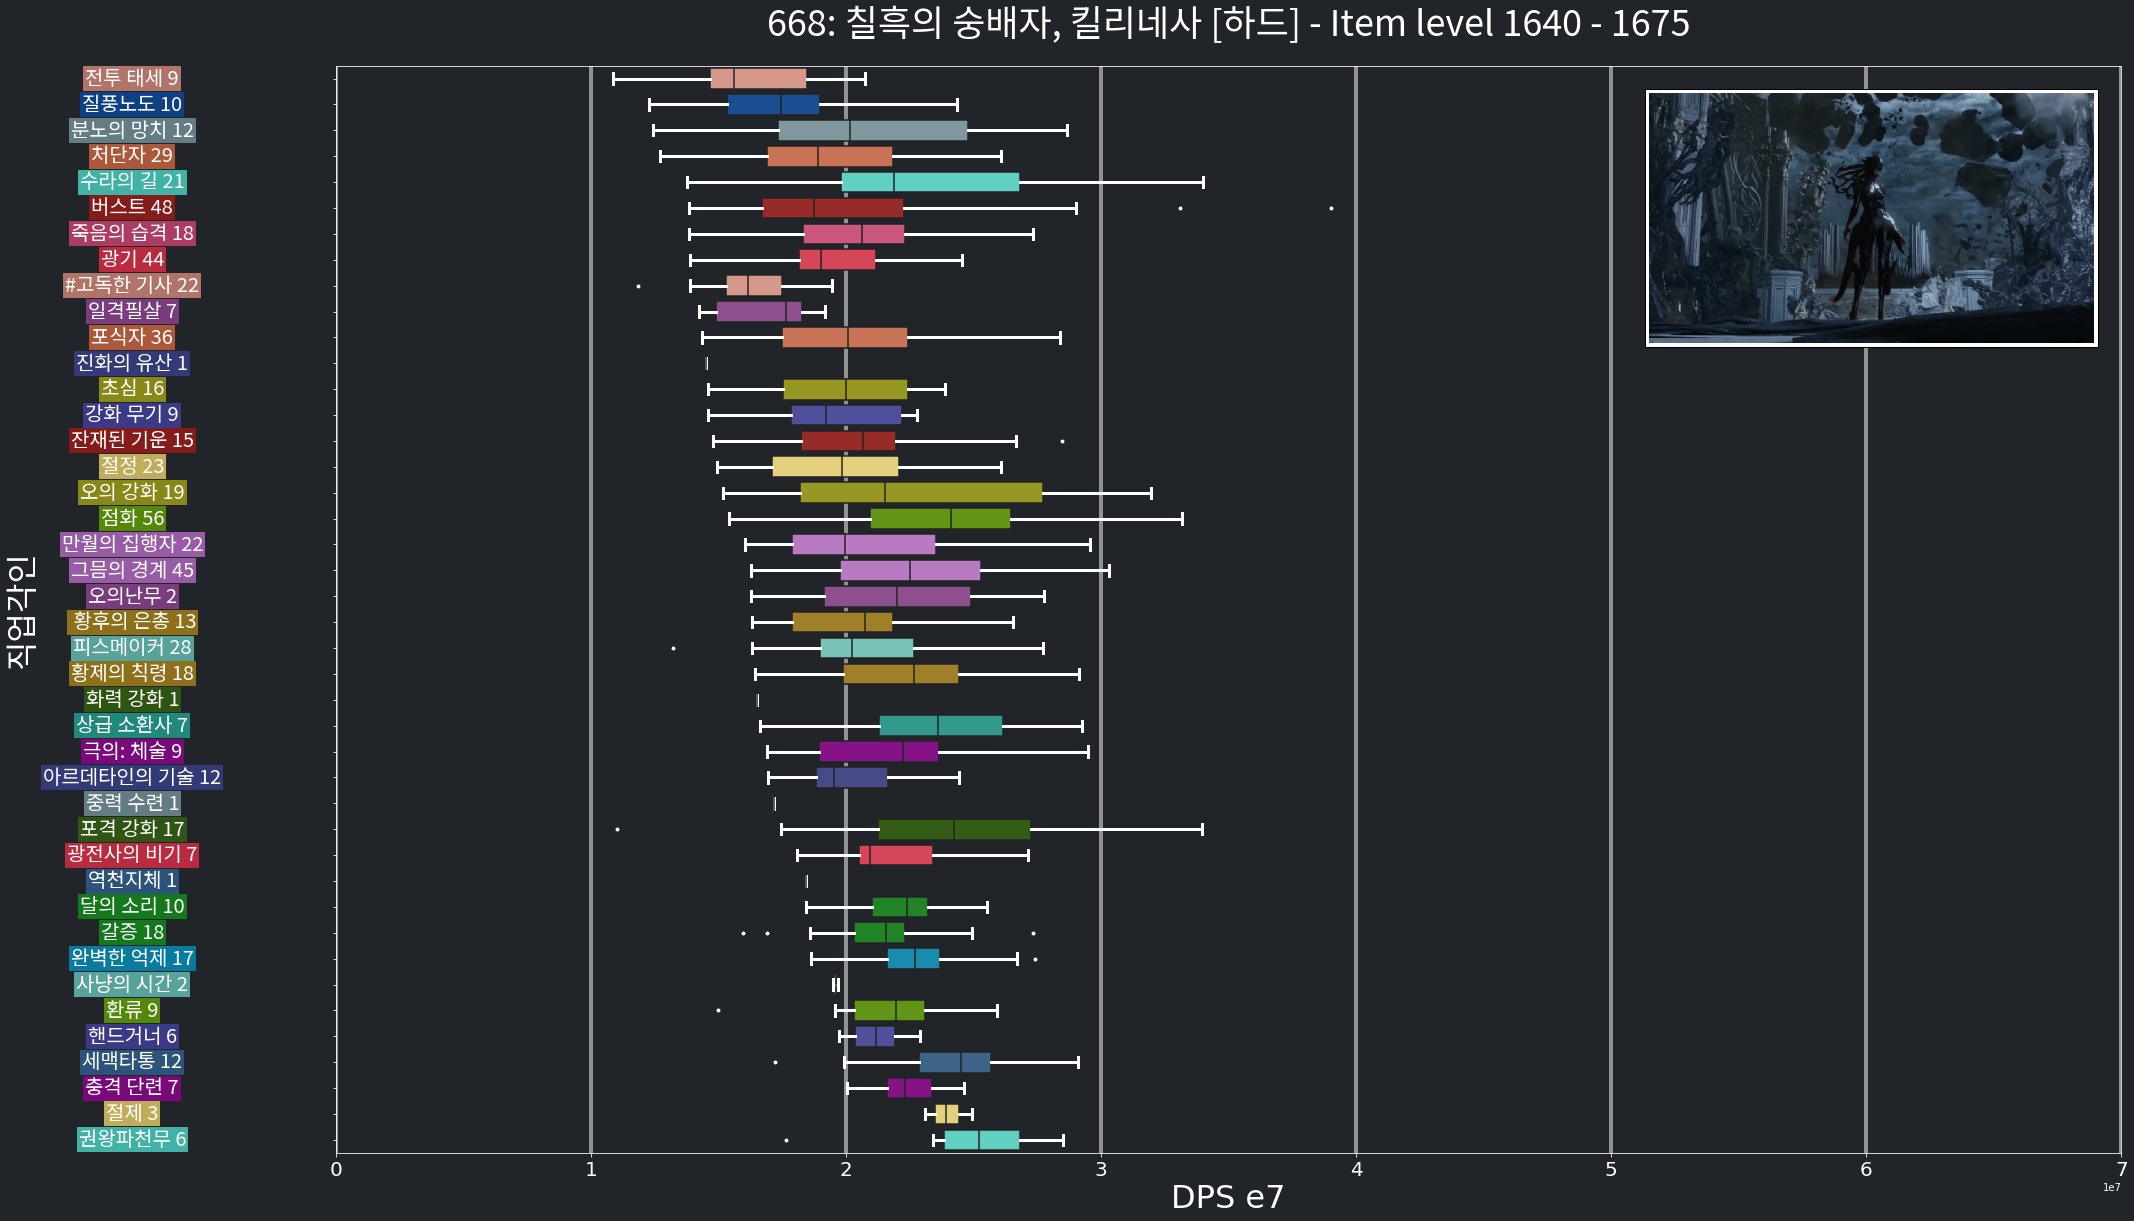 668: 칠흑의 숭배자, 킬리네사 [하드] - Item level 1640 - 1675
전투 태세 9
질풍노도 10
분노의 망치 12
처단자 29
수라의 길 21
버스트 48
죽음의 습격 18
광기 44
#고독한 기사 22
일격필살 7
포식자 36
진화의 유산 1
초심 16
강화 무기 9
잔재된 기운 15
절정 23
오의 강화 19
점화 56
만월의 집행자 22
그믐의 경계 45
오의난무 2
황후의 은총 13
피스메이커 28
황제의 칙령 18
화력 강화 1
상급 소환사 7
극의: 체술 9
아르데타인의 기술 12
중력 수련 1
포격 강화 17
광전사의 비기 7
역천지체 1
달의 소리 10
갈증 18
완벽한 억제 17
사냥의 시간 2
환류 9
핸드거너 6
세맥타통 12
충격 단련 7
절제 3
권왕파천무 6
직업각인
0 1 2 3 4 5 6 7
DPS e7
1e7